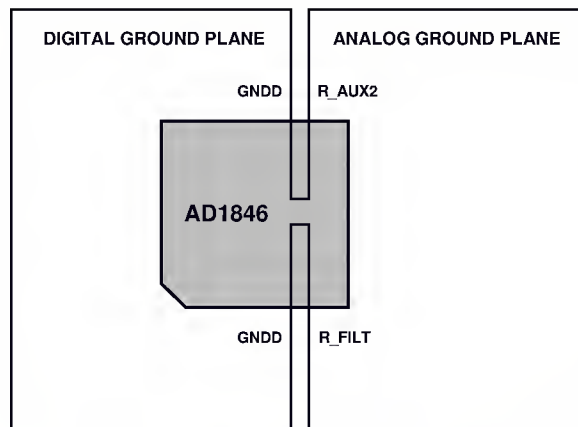 DIGITAL GROUND PLANE
ANALOG GROUND PLANE
GNDD
R_AUX2
AD1846
GNDD
R_FILT